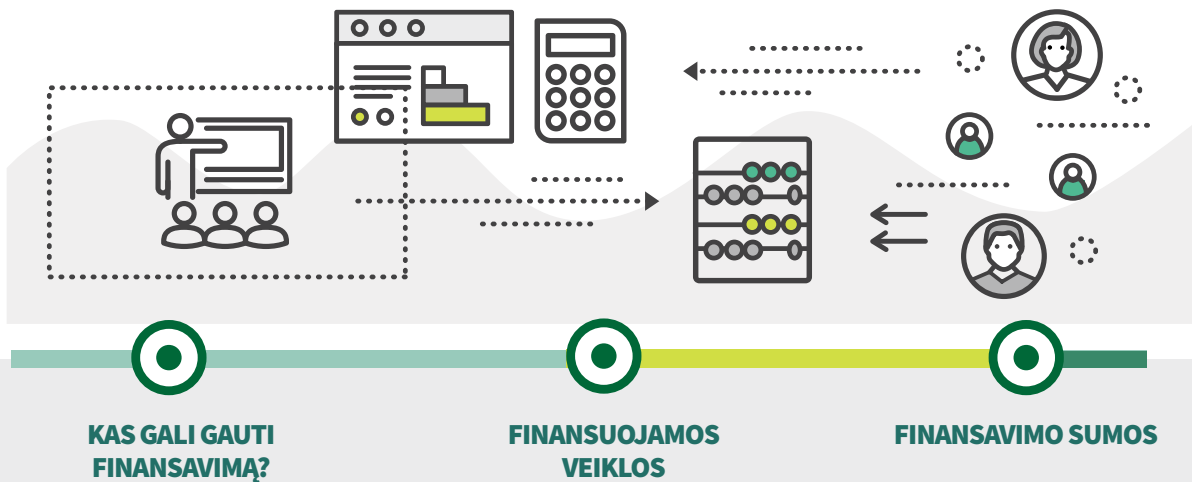 KAS GALI GAUTI
FINANSAVIMĄ?
FINANSUOJAMOS
VEIKLOS
FINANSAVIMO SUMOS